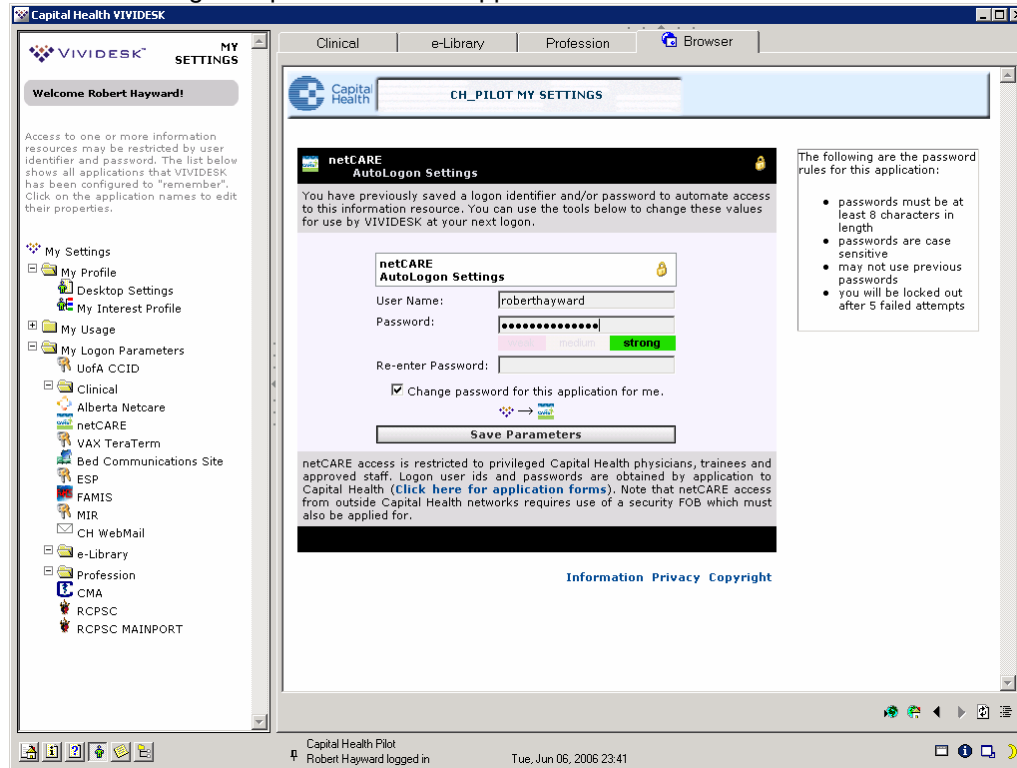 Capital Health VIVIDESK
VIVIDESK™ MY
SETTINGS
Welcome Robert Hayward!
Access to one or more information
resources may be restricted by user
identifier and password. The list below
shows all applications that VIVIDESK
has been configured to "remember".
Click on the application names to edit
their properties.
My Settings
My Profile
Desktop Settings
My Interest Profile
My Usage
My Logon Parameters
UofA CCID
Clinical
Alberta Netcare
netCARE
VAX TeraTerm
Bed Communications Site
ESP
FAMIS
MIR
CH WebMail
e-Library
Profession
CMA
RCPSC
RCPSC MAINPORT
Clinical e-Library Profession Browser
Capital
Health
CH_PILOT MY SETTINGS
netCARE
AutoLogon Settings
You have previously saved a logon identifier and/or password to automate access
to this information resource. You can use the tools below to change these values
for use by VIVIDESK at your next logon.
netCARE
AutoLogon Settings
User Name: roberthayward
Password: ●●●●●●●●●●●●●●
medium strong
Re-enter Password:
Change password for this application for me.
Save Parameters
netCARE access is restricted to privileged Capital Health physicians, trainees and
approved staff. Logon user ids and passwords are obtained by application to
Capital Health (Click here for application forms). Note that netCARE access
from outside Capital Health networks requires use of a security FOB which must
also be applied for.
Information Privacy Copyright
The following are the password
rules for this application:
• passwords must be at
least 8 characters in
length
• passwords are case
sensitive
• may not use previous
passwords
• you will be locked out
after 5 failed attempts
Capital Health Pilot
Robert Hayward logged in Tue, Jun 06, 2006 23:41